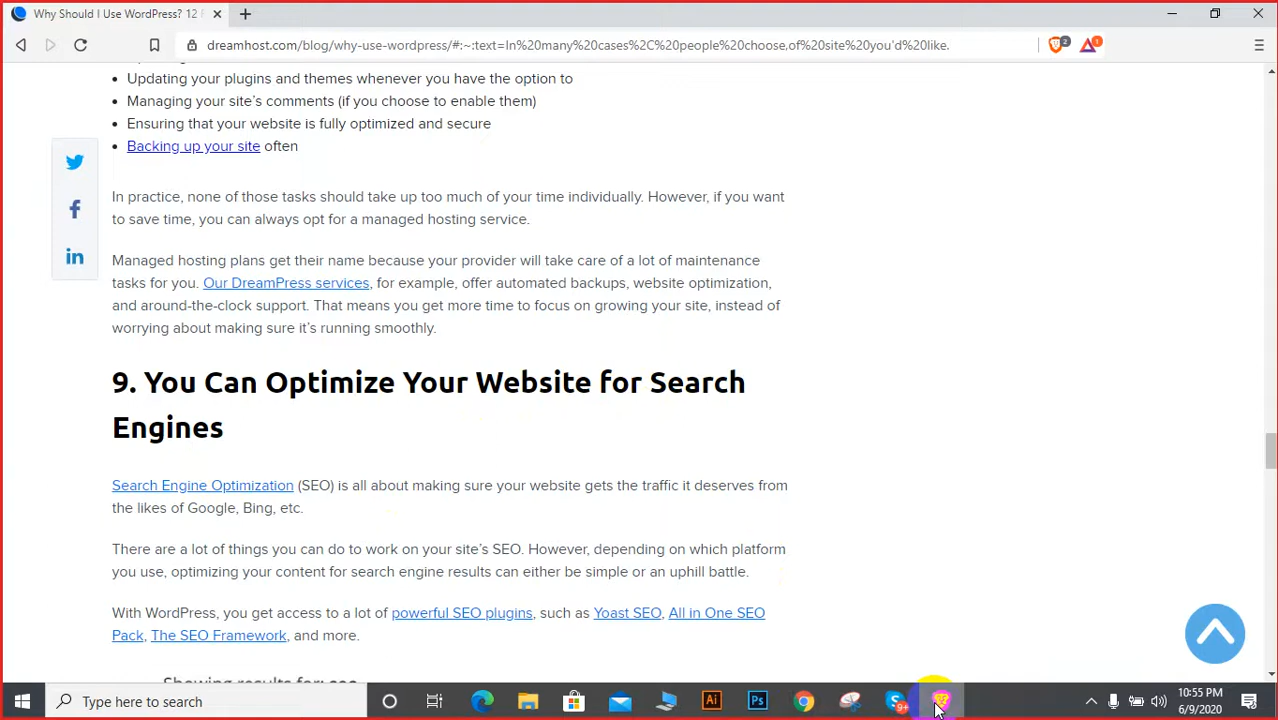 Why Should I Use WordPress? 12
dreamhost.com/blog/why-use-wordpress/#:~:text=In%20many%20cases%2C%20people%20choose,of%20site%20you'd%20like.
2
1
Updating your plugins and themes whenever you have the option to
Managing your site's comments (if you choose to enable them)
Ensuring that your website is fully optimized and secure
Backing up your site often
In practice, none of those tasks should take up too much of your time individually. However, if you want
to save time, you can always opt for a managed hosting service.
Managed hosting plans get their name because your provider will take care of a lot of maintenance
tasks for you. Our DreamPress services, for example, offer automated backups, website optimization,
and around-the-clock support. That means you get more time to focus on growing your site, instead of
worrying about making sure it's running smoothly.
9. You Can Optimize Your Website for Search
Engines
Search Engine Optimization (SEO) is all about making sure your website gets the traffic it deserves from
the likes of Google, Bing, etc.
There are a lot of things you can do to work on your site's SEO. However, depending on which platform
you use, optimizing your content for search engine results can either be simple or an uphill battle.
With WordPress, you get access to a lot of powerful SEO plugins, such as Yoast SEO, All in One SEO
Pack, The SEO Framework, and more.
Showing results for: seo
Type here to search
Ai
Ps
9+
10:55 PM
6/9/2020